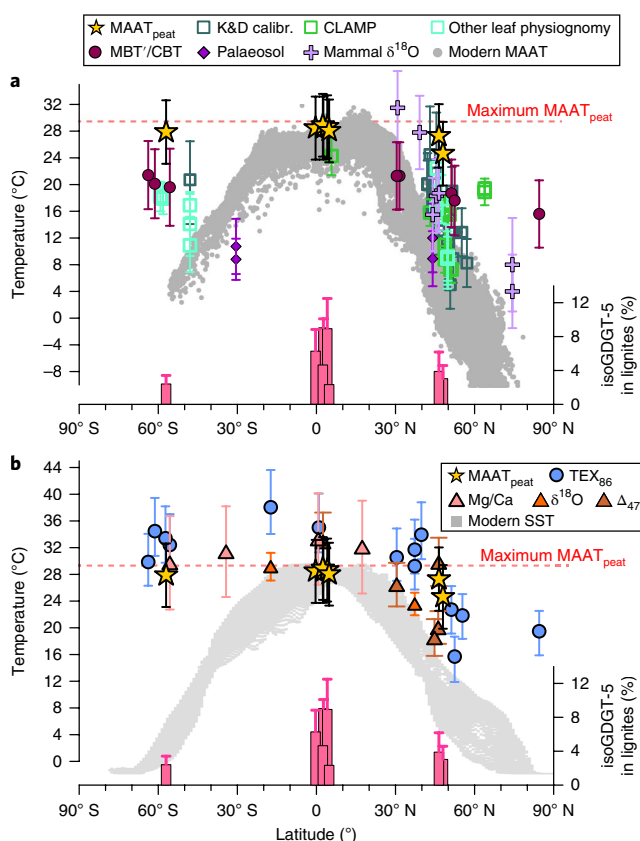 MAATpeat K&D calibr. CLAMP Other leaf physiognomy
MBT′/CBT Palaeosol Mammal δ18O Modern MAAT
a
32
28
24
20
16
12
8
4
0
−4
−8
Temperature (°C)
Maximum MAATpeat
12
8
4
0
isoGDGT-5
in lignites (%)
90° S 60° S 30° S 0 30° N 60° N 90° N
b
44
40
36
32
28
24
20
16
12
8
4
0
Temperature (°C)
MAATpeat TEX86
Mg/Ca δ18O Δ47
Modern SST
Maximum MAATpeat
12
8
4
0
isoGDGT-5
in lignites (%)
90° S 60° S 30° S 0 30° N 60° N 90° N
Latitude (°)